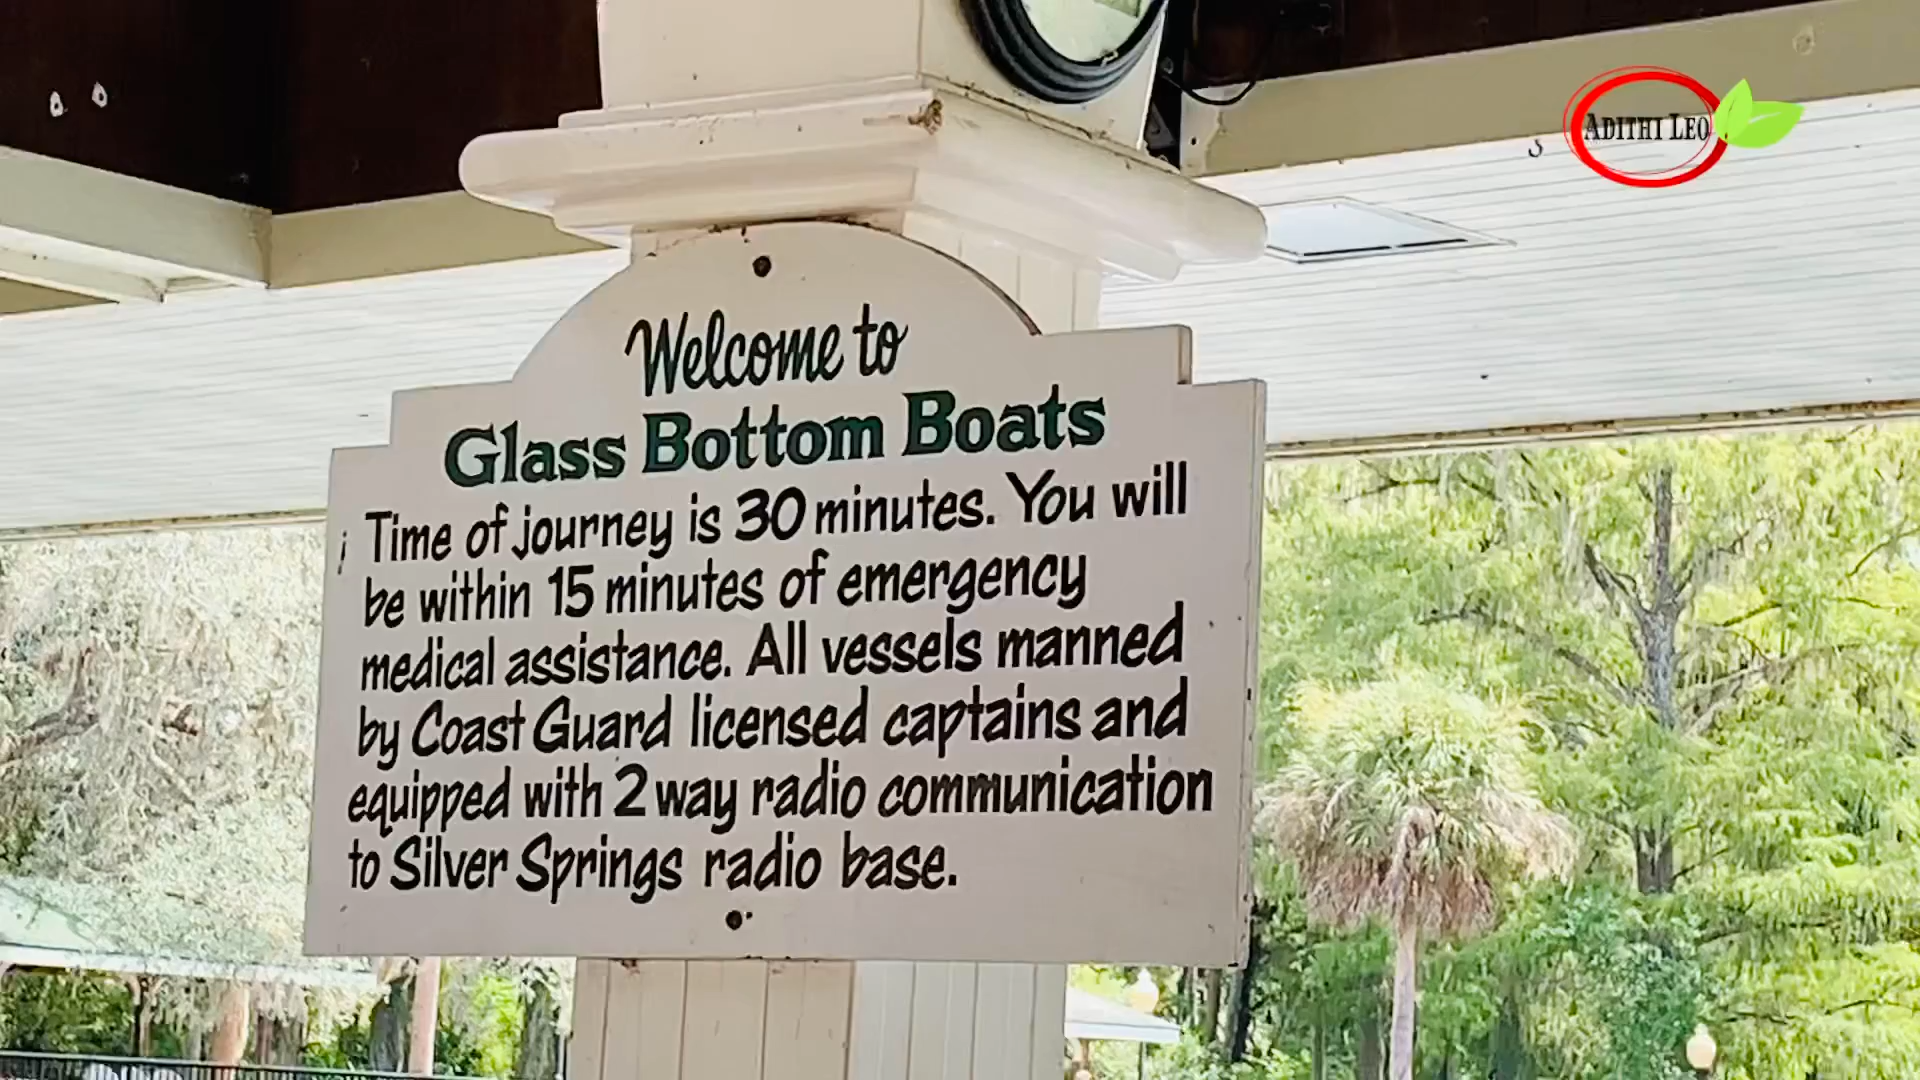 ADITHI LEO
Welcome to
Glass Bottom Boats
Time of journey is 30 minutes. You will
be within 15 minutes of emergency
medical assistance. All vessels manned
by Coast Guard licensed captains and
equipped with 2 way radio communication
to Silver Springs radio base.